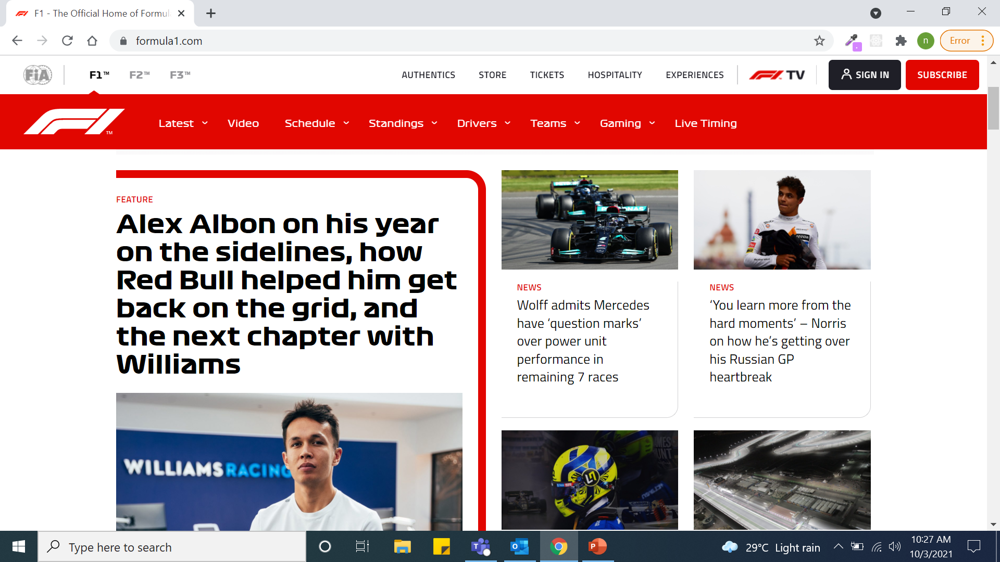 F1 - The Official Home of Formul
formula1.com
n
Error
FiA
F1™ F2™ F3™
AUTHENTICS STORE TICKETS HOSPITALITY EXPERIENCES
F1 TV
SIGN IN
SUBSCRIBE
F1 TM
Latest Video Schedule Standings Drivers Teams Gaming Live Timing
FEATURE
Alex Albon on his year
on the sidelines, how
Red Bull helped him get
back on the grid, and
the next chapter with
Williams
WILLIAMS RACING
NEWS
Wolff admits Mercedes
have ‘question marks’
over power unit
performance in
remaining 7 races
NEWS
‘You learn more from the
hard moments’ – Norris
on how he’s getting over
his Russian GP
heartbreak
Type here to search
29°C Light rain
10:27 AM
10/3/2021